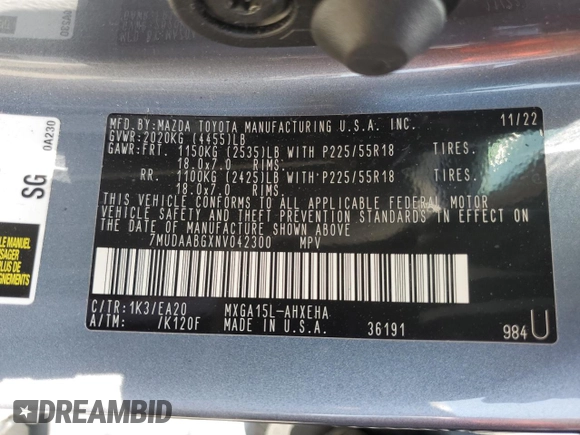 MFD.BY:MAZDA TOYOTA MANUFACTURING U.S.A. INC. 11/22
GVWR:2020KG (4455)LB
GAWR:FRT. 1150KG (2535)LB WITH P225/55R18 TIRES.
18.0x7.0 RIMS.
RR. 1100KG (2425)LB WITH P225/55R18 TIRES.
18.0x7.0 RIMS.
THIS VEHICLE CONFORMS TO ALL APPLICABLE FEDERAL MOTOR
VEHICLE SAFETY AND THEFT PREVENTION STANDARDS IN EFFECT ON
THE DATE OF MANUFACTURE SHOWN ABOVE.
7MUDAABGXNV042300 MPV
C/TR:1K3/EA20 MXGA15L-AHXEHA
A/TM: /K120F MADE IN U.S.A. 36191 984U
SG
0A230
DREAMBID